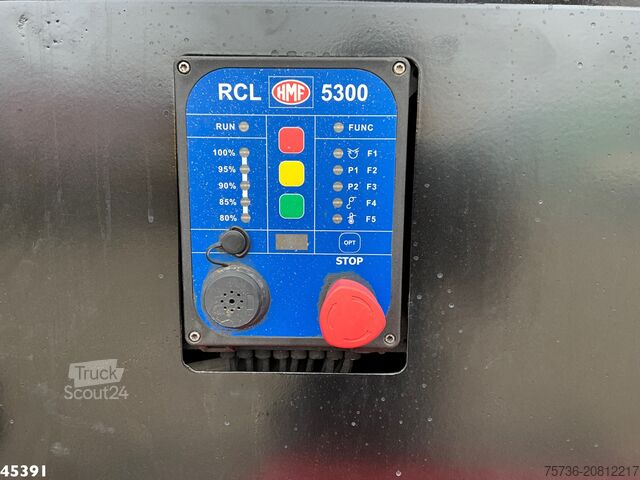 RCL HMF 5300
RUN FUNC
100% F1
95% P1 F2
90% P2 F3
85% F4
80% F5
OPT
STOP
Truck
Scout24
45391
75736-20812217